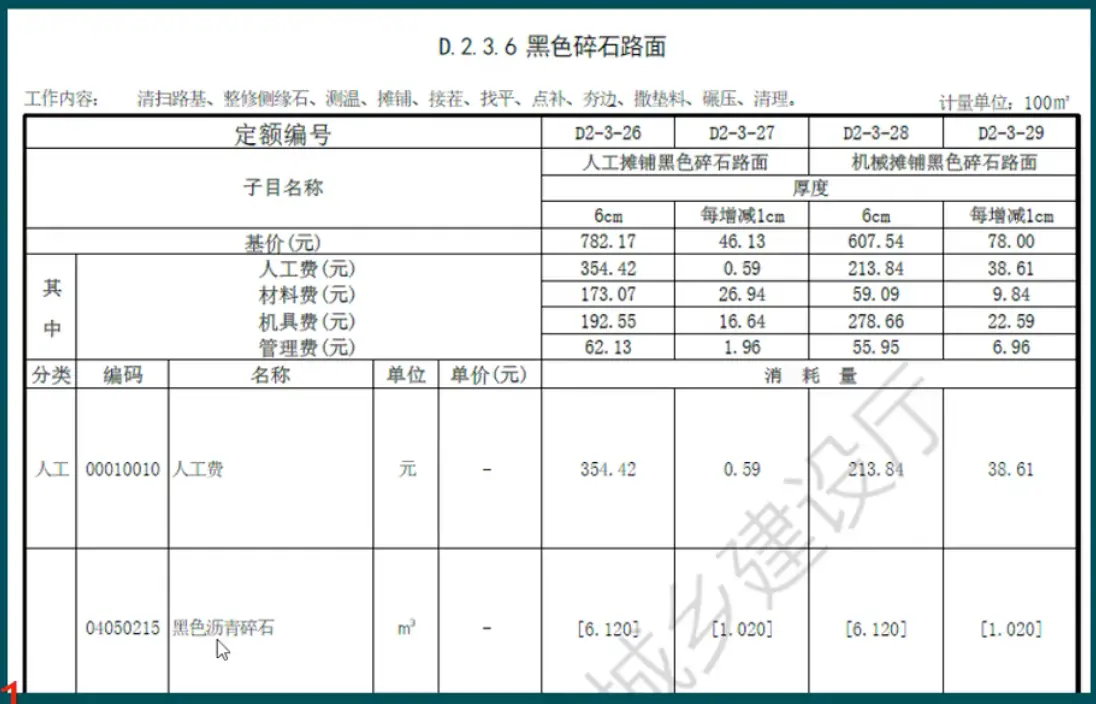 D.2.3.6 黑色碎石路面
工作内容： 清扫路基、整修侧缘石、测温、摊铺、接茬、找平、点补、夯边、撒垫料、碾压、清理。 计量单位：100㎡
定额编号 D2-3-26 D2-3-27 D2-3-28 D2-3-29
子目名称 人工摊铺黑色碎石路面 机械摊铺黑色碎石路面
厚度
6cm 每增减1cm 6cm 每增减1cm
基价(元) 782.17 46.13 607.54 78.00
其中 人工费(元) 354.42 0.59 213.84 38.61
材料费(元) 173.07 26.94 59.09 9.84
机具费(元) 192.55 16.64 278.66 22.59
管理费(元) 62.13 1.96 55.95 6.96
分类 编码 名称 单位 单价(元) 消 耗 量
人工 00010010 人工费 元 - 354.42 0.59 213.84 38.61
04050215 黑色沥青碎石 m³ - [6.120] [1.020] [6.120] [1.020]
城乡建设厅
1